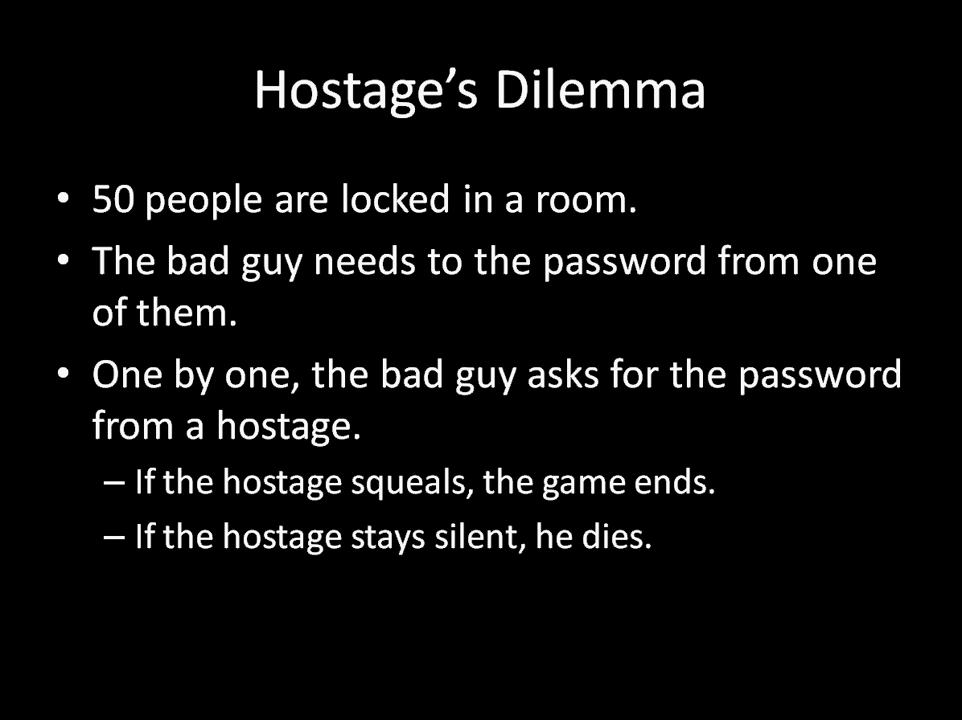 Hostage’s Dilemma
• 50 people are locked in a room.
• The bad guy needs to the password from one
of them.
• One by one, the bad guy asks for the password
from a hostage.
– If the hostage squeals, the game ends.
– If the hostage stays silent, he dies.